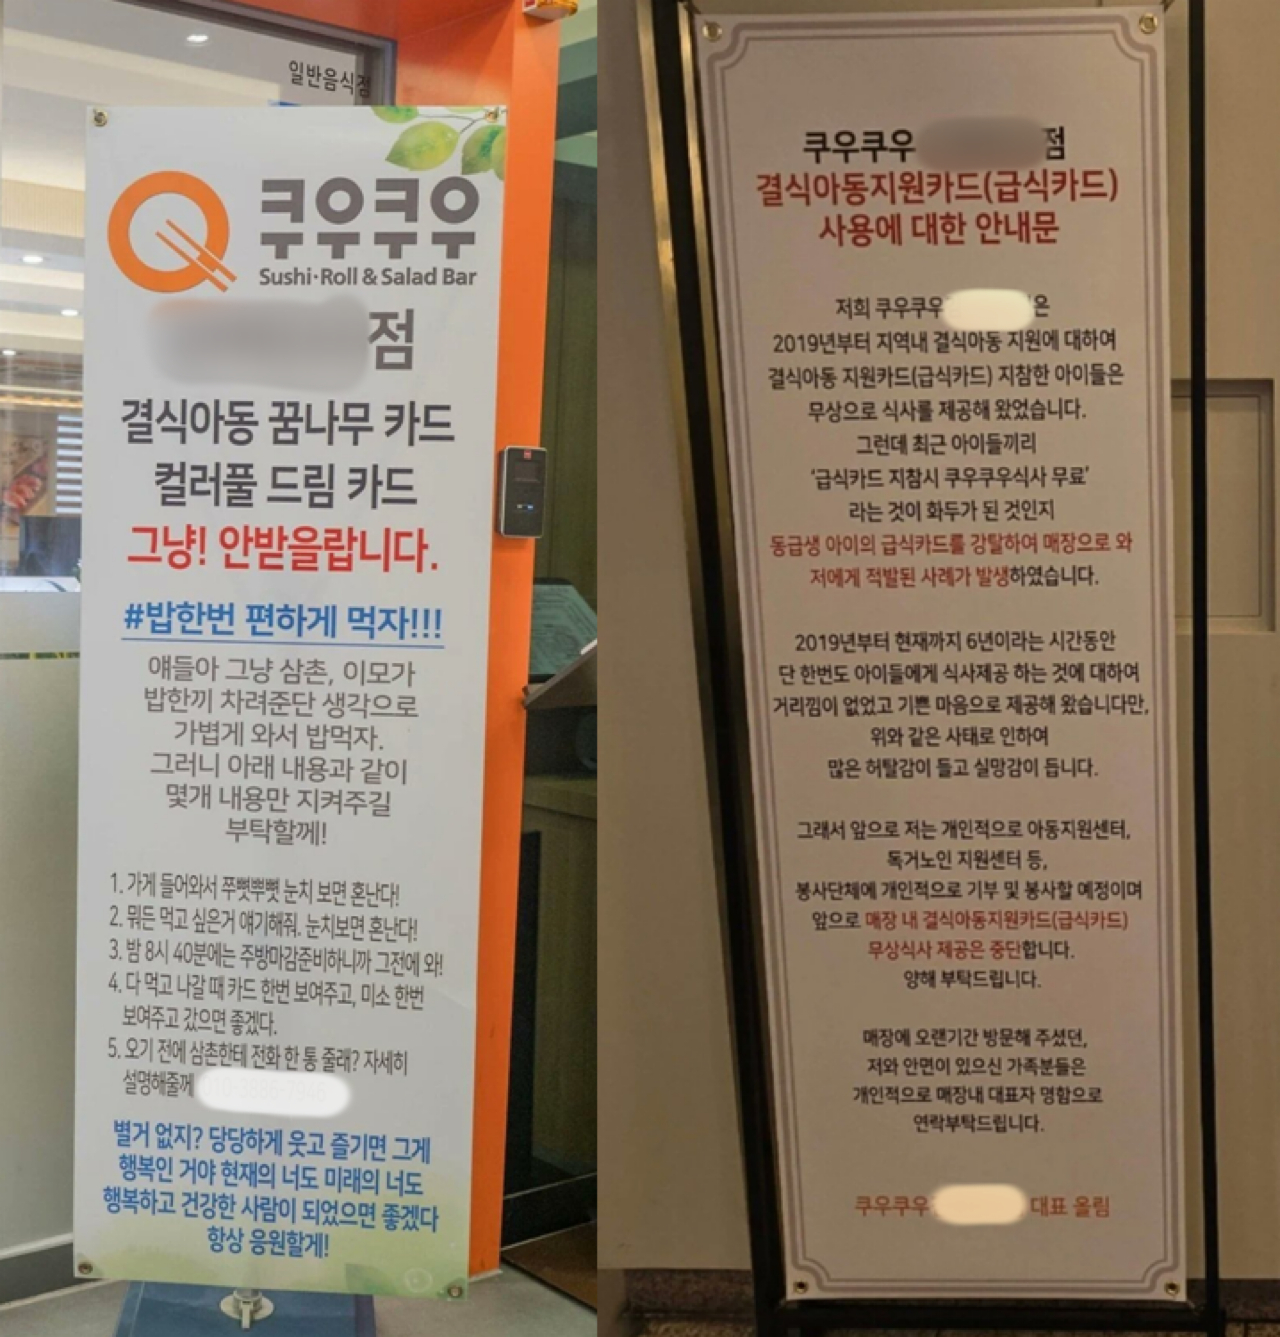 일반음식점
쿠우쿠우
Sushi·Roll & Salad Bar
점
결식아동 꿈나무 카드
컬러풀 드림 카드
그냥! 안받을랍니다.
#밥한번 편하게 먹자!!!
얘들아 그냥 삼촌, 이모가
밥한끼 차려준단 생각으로
가볍게 와서 밥먹자.
그러니 아래 내용과 같이
몇개 내용만 지켜주길
부탁할께!
1. 가게 들어와서 쭈뼛뿌뼛 눈치 보면 혼난다!
2. 뭐든 먹고 싶은거 얘기해줘. 눈치보면 혼난다!
3. 밤 8시 40분에는 주방마감준비하니까 그전에 와!
4. 다 먹고 나갈 때 카드 한번 보여주고, 미소 한번
보여주고 갔으면 좋겠다.
5. 오기 전에 삼촌한테 전화 한 통 줄래? 자세히
설명해줄께
별거 없지? 당당하게 웃고 즐기면 그게
행복인 거야 현재의 너도 미래의 너도
행복하고 건강한 사람이 되었으면 좋겠다
항상 응원할게!
쿠우쿠우 점
결식아동지원카드(급식카드)
사용에 대한 안내문
저희 쿠우쿠우 은
2019년부터 지역내 결식아동 지원에 대하여
결식아동 지원카드(급식카드) 지참한 아이들은
무상으로 식사를 제공해 왔었습니다.
그런데 최근 아이들끼리
'급식카드 지참시 쿠우쿠우식사 무료'
라는 것이 화두가 된 것인지
동급생 아이의 급식카드를 강탈하여 매장으로 와
저에게 적발된 사례가 발생하였습니다.
2019년부터 현재까지 6년이라는 시간동안
단 한번도 아이들에게 식사제공 하는 것에 대하여
거리낌이 없었고 기쁜 마음으로 제공해 왔습니다만,
위와 같은 사태로 인하여
많은 허탈감이 들고 실망감이 듭니다.
그래서 앞으로 저는 개인적으로 아동지원센터,
독거노인 지원센터 등,
봉사단체에 개인적으로 기부 및 봉사할 예정이며
앞으로 매장 내 결식아동지원카드(급식카드)
무상식사 제공은 중단합니다.
양해 부탁드립니다.
매장에 오랜기간 방문해 주셨던,
저와 안면이 있으신 가족분들은
개인적으로 매장내 대표자 명함으로
연락부탁드립니다.
쿠우쿠우 대표 올림